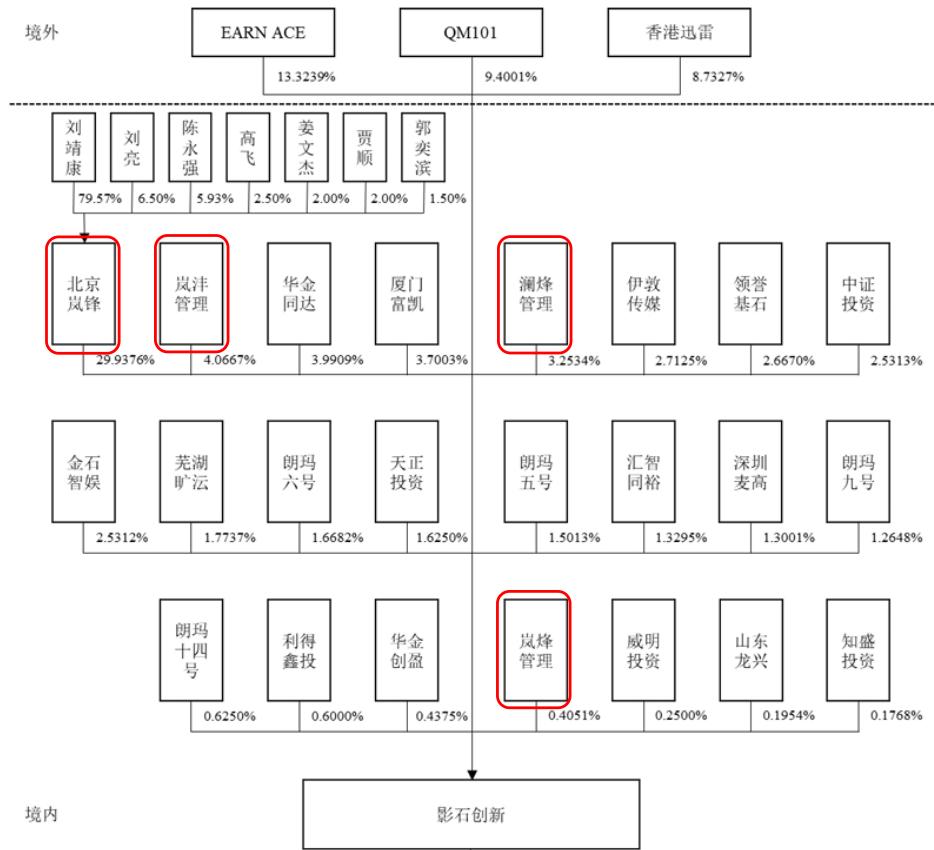 境外
EARN ACE
QM101
香港迅雷
13.3239%
9.4001%
8.7327%
刘靖康
刘亮
陈永强
高飞
姜文杰
贾顺
郭奕滨
79.57%
6.50%
5.93%
2.50%
2.00%
2.00%
1.50%
北京
岚锋
岚沣
管理
华金
同达
厦门
富凯
澜烽
管理
伊敦
传媒
领誉
基石
中证
投资
29.9376%
4.0667%
3.9909%
3.7003%
3.2534%
2.7125%
2.6670%
2.5313%
金石
智娱
芜湖
旷沄
朗玛
六号
天正
投资
朗玛
五号
汇智
同裕
深圳
麦高
朗玛
九号
2.5312%
1.7737%
1.6682%
1.6250%
1.5013%
1.3295%
1.3001%
1.2648%
朗玛
十四
号
利得
鑫投
华金
创盈
岚烽
管理
威明
投资
山东
龙兴
知盛
投资
0.6250%
0.6000%
0.4375%
0.4051%
0.2500%
0.1954%
0.1768%
境内
影石创新